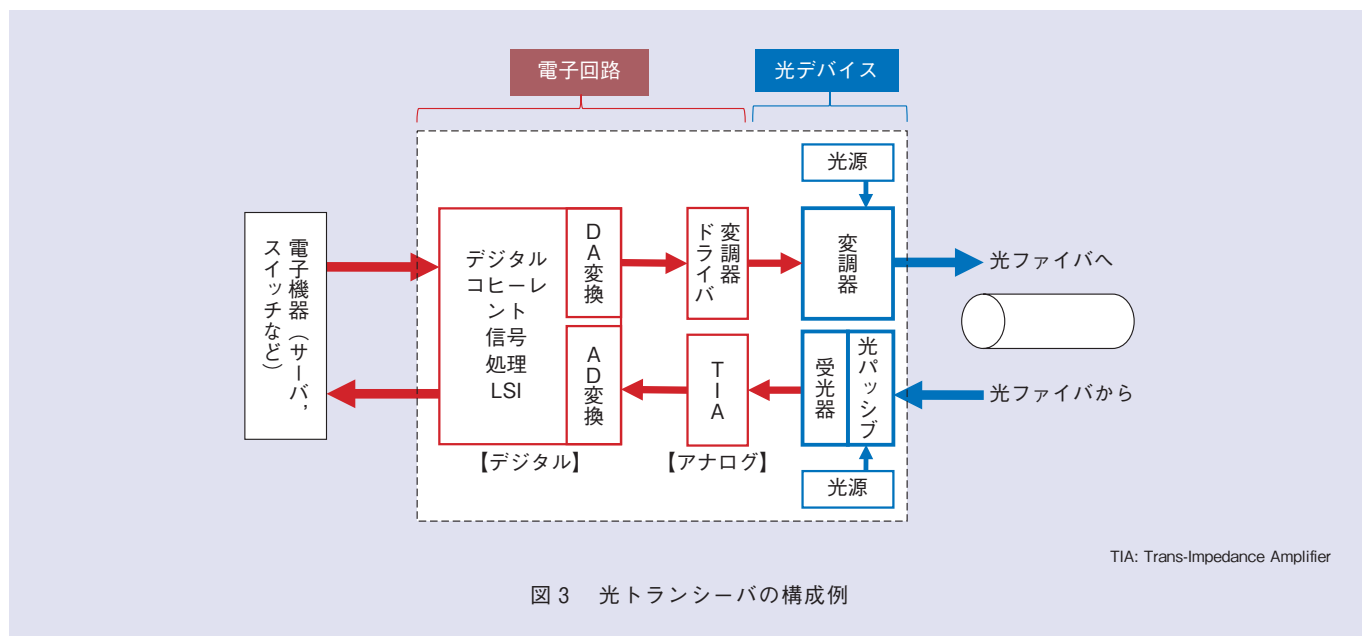 電子回路
光デバイス
光源
電子機器（サーバ，
スイッチなど）
デジタル
コヒーレ
ント
信号
処理
LSI
DA変換
変調器
ドライバ
変調器
光ファイバへ
AD変換
TIA
受光器
光パッシブ
光ファイバから
【デジタル】
【アナログ】
光源
TIA: Trans-Impedance Amplifier
図3　光トランシーバの構成例